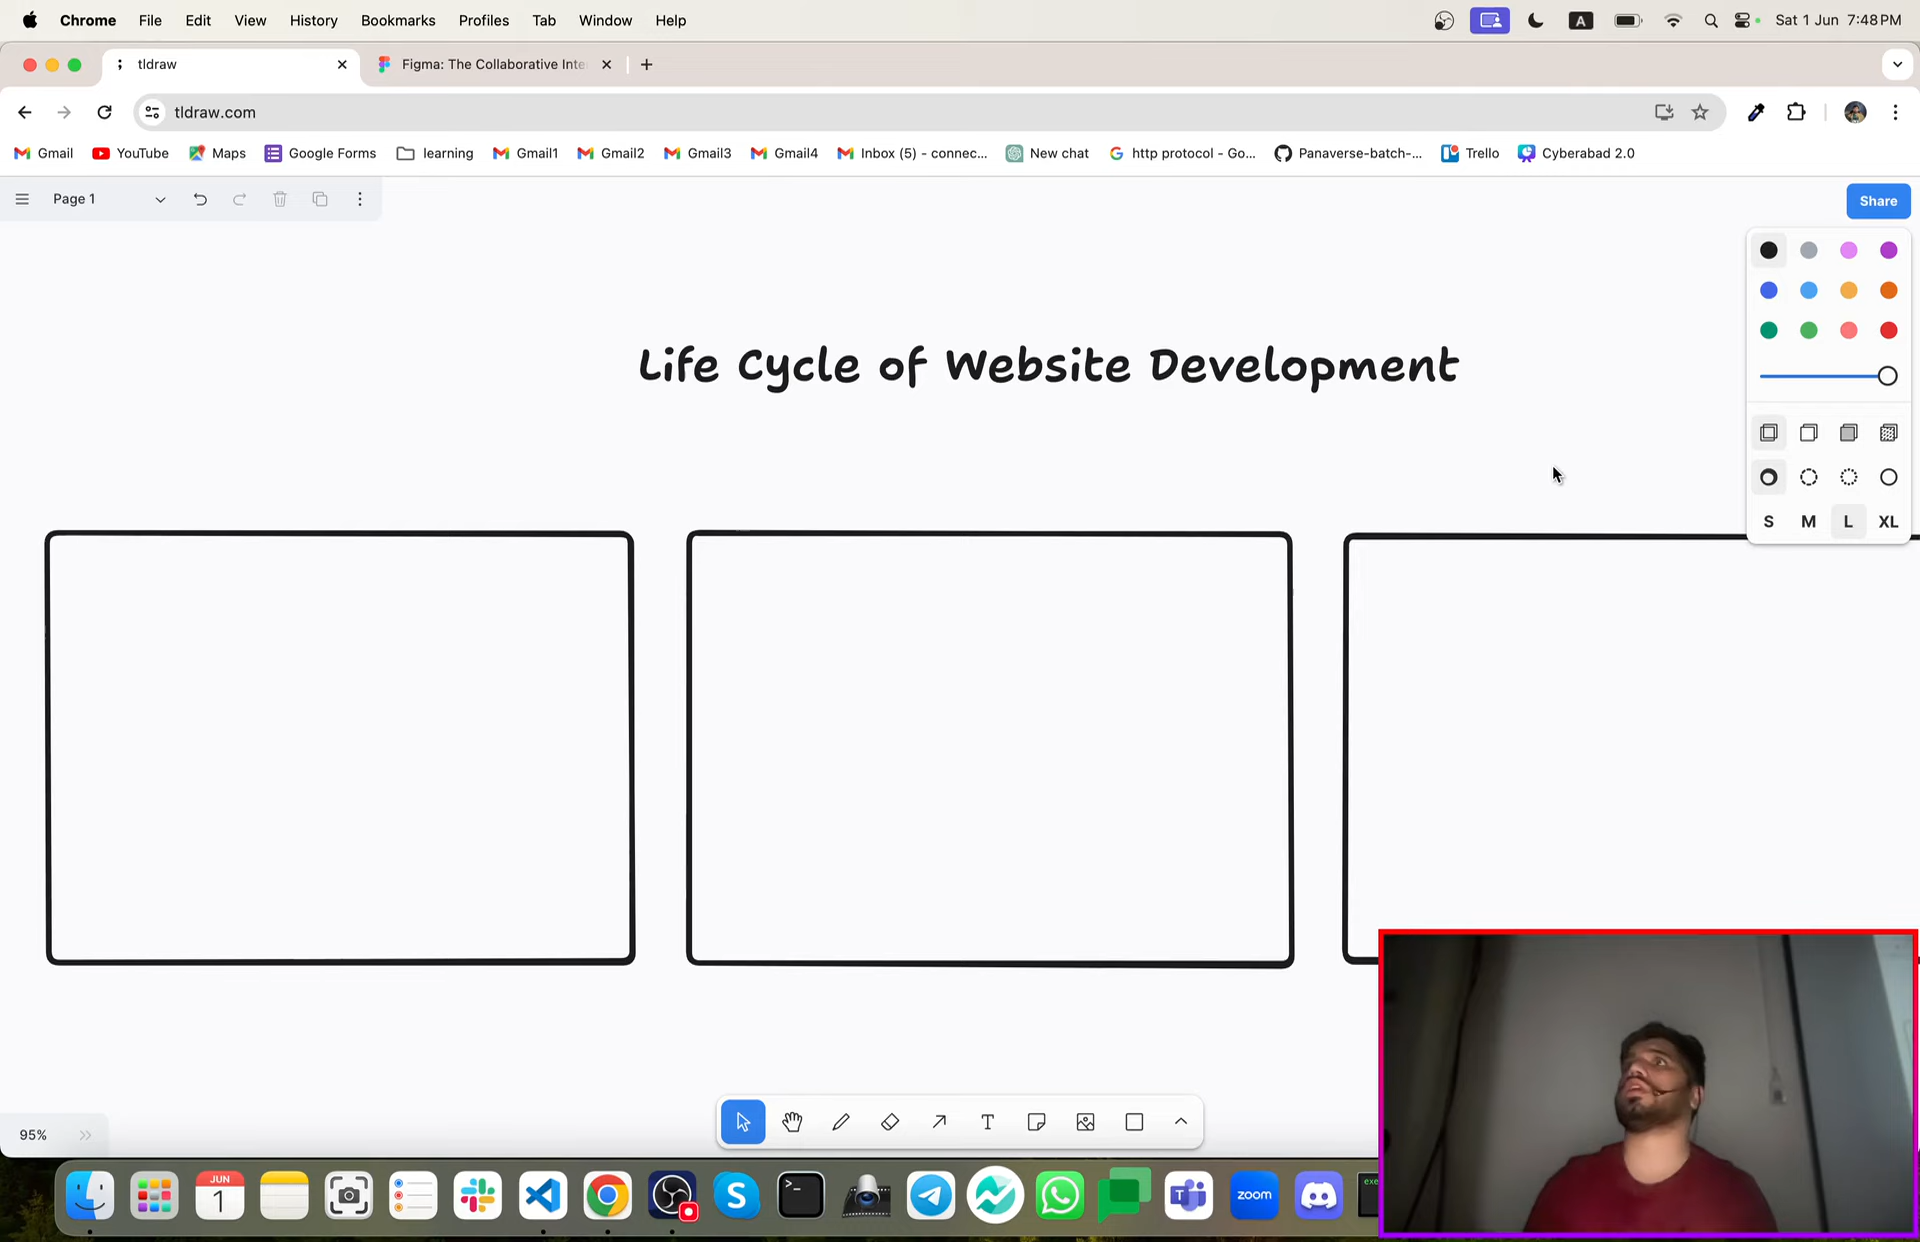 Chrome File Edit View History Bookmarks Profiles Tab Window Help A Sat 1 Jun 7:48 PM
tldraw Figma: The Collaborative Inte
tldraw.com
Gmail YouTube Maps Google Forms learning Gmail1 Gmail2 Gmail3 Gmail4 Inbox (5) - connec... New chat http protocol - Go... Panaverse-batch-... Trello Cyberabad 2.0
Page 1 Share
Life Cycle of Website Development
S M L XL
T
95%
JUN
1
S
>_
T
zoom
exe